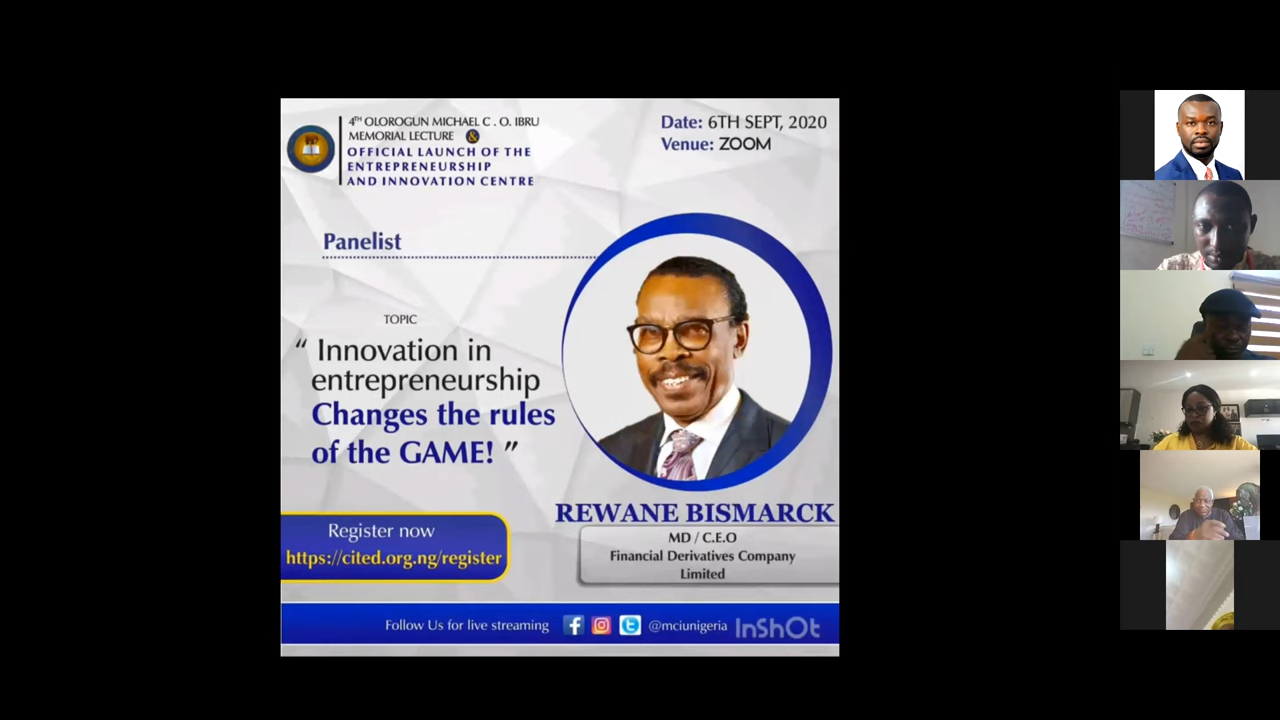 4TH OLOROGUN MICHAEL C . O. IBRU
MEMORIAL LECTURE &
OFFICIAL LAUNCH OF THE
ENTREPRENEURSHIP
AND INNOVATION CENTRE
Date: 6TH SEPT, 2020
Venue: ZOOM
Panelist
TOPIC
“ Innovation in
entrepreneurship
Changes the rules
of the GAME! ”
REWANE BISMARCK
MD / C.E.O
Financial Derivatives Company
Limited
Register now
https://cited.org.ng/register
Follow Us for live streaming @mciunigeria InShOt